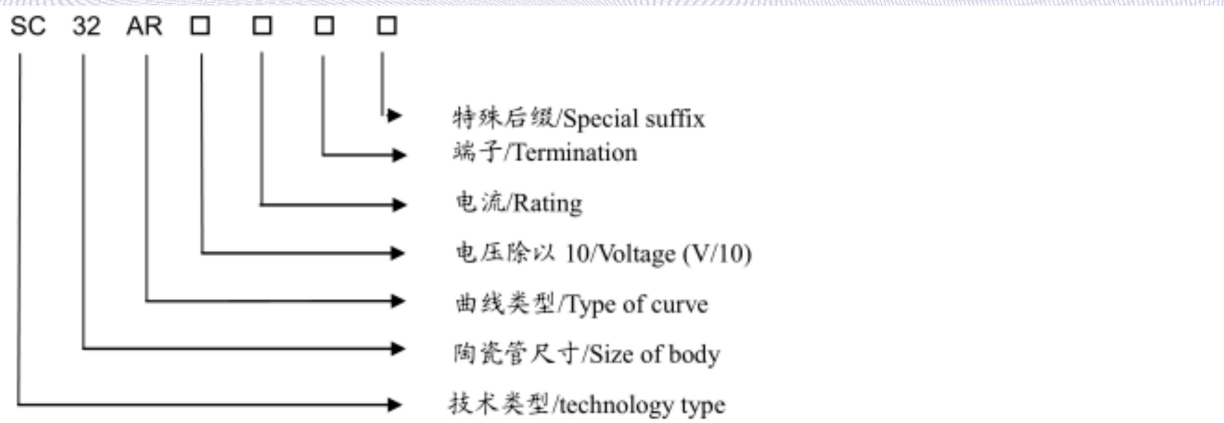 SC 32 AR □ □ □ □
特殊后缀/Special suffix
端子/Termination
电流/Rating
电压除以 10/Voltage (V/10)
曲线类型/Type of curve
陶瓷管尺寸/Size of body
技术类型/technology type